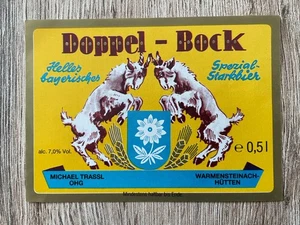 Doppel - Bock
Helles
bayerisches
Spezial-
Starkbier
alc. 7,0% Vol.
e 0,5 l
MICHAEL TRASSL
OHG
WARMENSTEINACH-
HÜTTEN